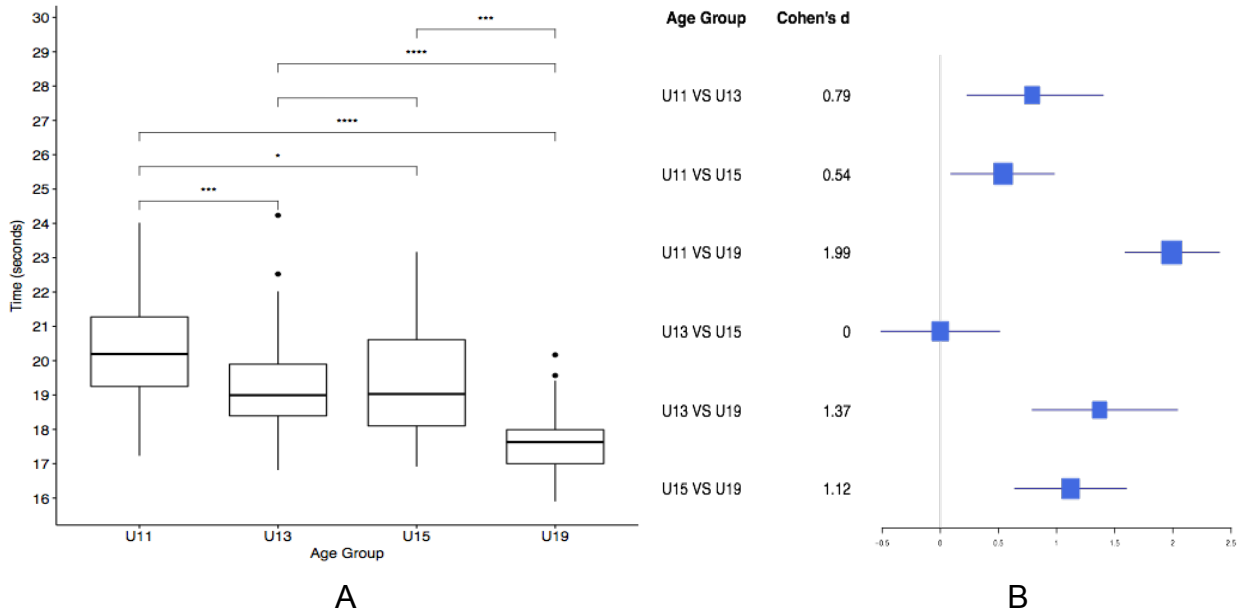 30
29
28
27
26
25
24
23
22
21
20
19
18
17
16
Time (seconds)
***
****
****
*
***
U11 U13 U15 U19
Age Group
A
Age Group Cohen's d
U11 VS U13 0.79
U11 VS U15 0.54
U11 VS U19 1.99
U13 VS U15 0
U13 VS U19 1.37
U15 VS U19 1.12
-0.5 0 0.5 1 1.5 2 2.5
B